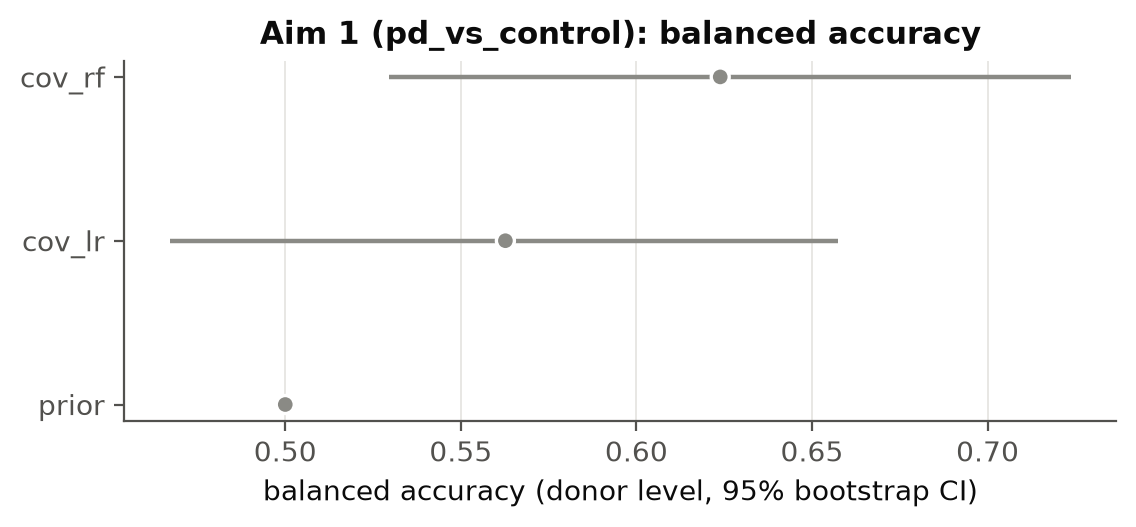 Aim 1 (pd_vs_control): balanced accuracy
cov_rf
cov_lr
prior
0.50 0.55 0.60 0.65 0.70
balanced accuracy (donor level, 95% bootstrap CI)